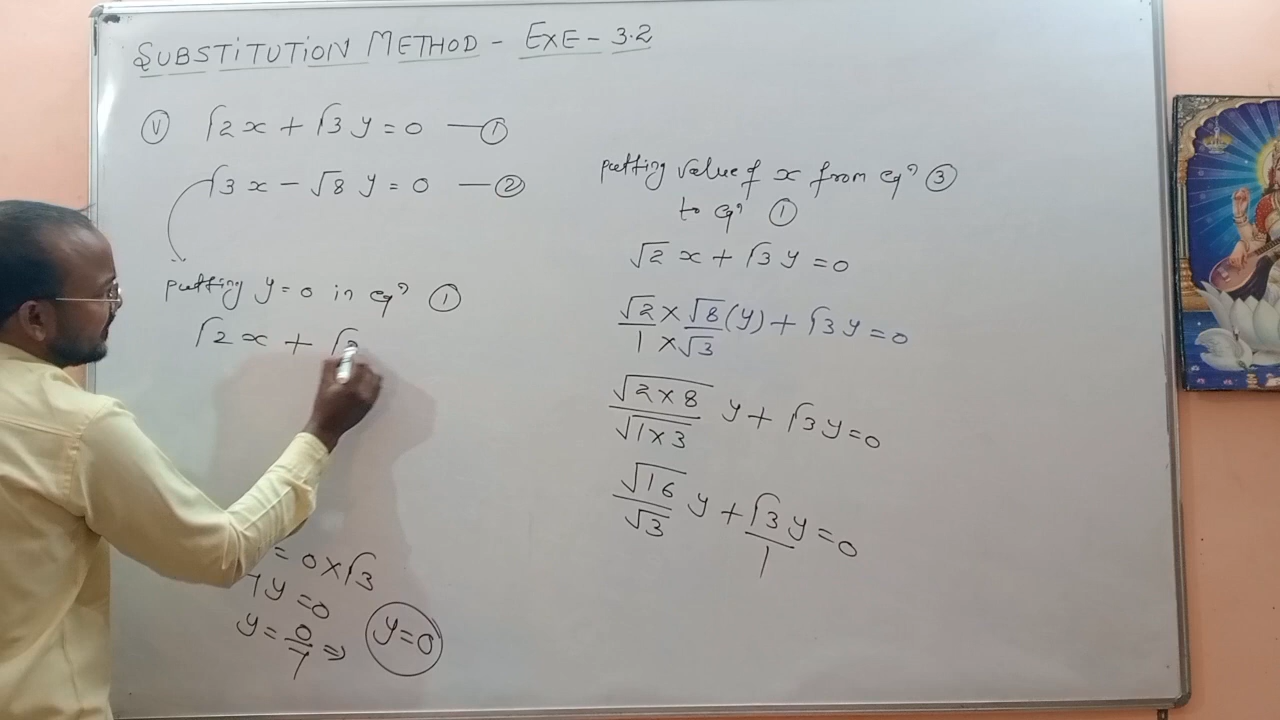 SUBSTITUTION METHOD - EXE - 3.2
(V) √2 x + √3 y = 0 — (1)
√3 x - √8 y = 0 — (2)
putting y = 0 in eqn (1)
√2 x + √3
= 0 × √3
7y = 0
y = 0/7 ⇒ y = 0
putting value of x from eqn (3)
to eqn (1)
√2 x + √3 y = 0
√2/1 × √8/√3 (y) + √3 y = 0
√(2×8)/√(1×3) y + √3 y = 0
√16/√3 y + √3 y/1 = 0